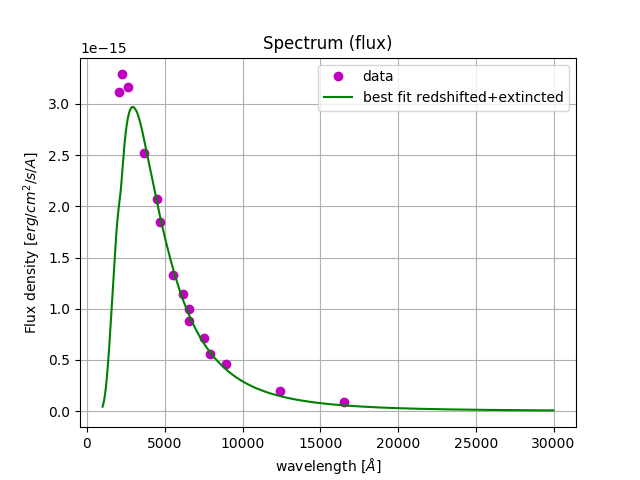 Spectrum (flux)
1e−15
data
best fit redshifted+extincted
3.0
2.5
2.0
1.5
1.0
0.5
0.0
Flux density [erg/cm²/s/A]
0 5000 10000 15000 20000 25000 30000
wavelength [Å]